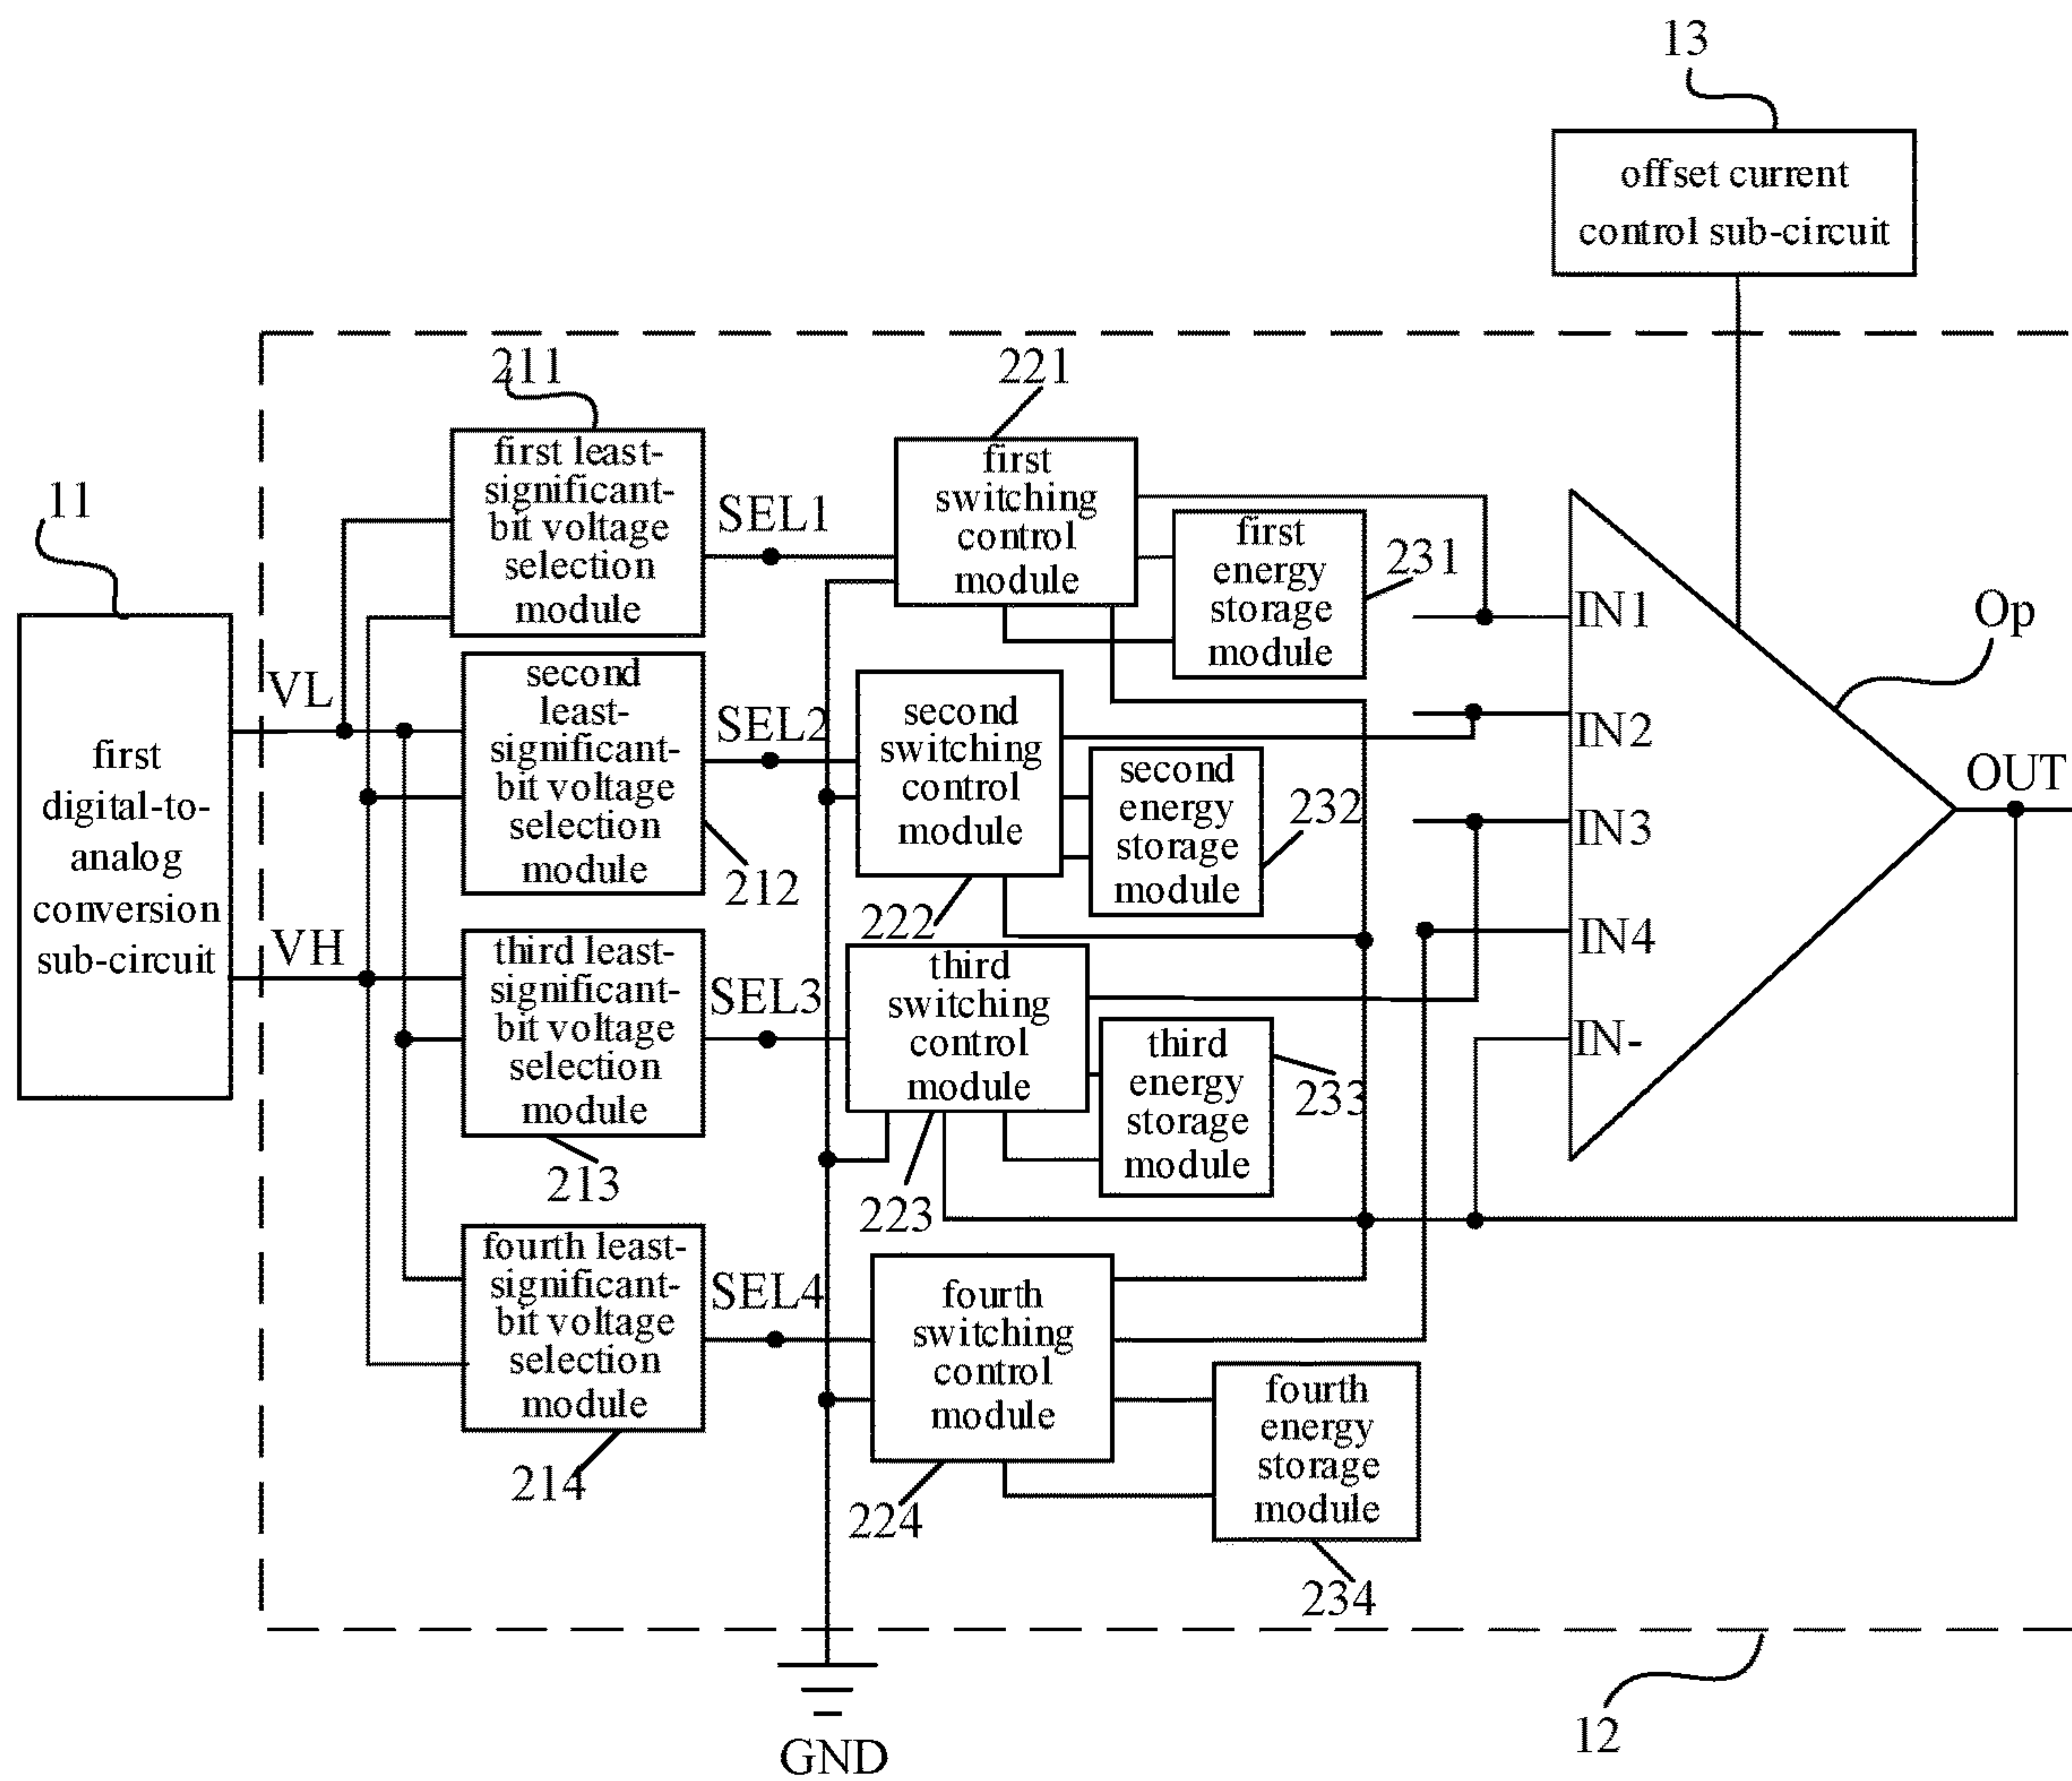 13
offset current
control sub-circuit
211
221
11
first least-
significant-
bit voltage
selection
module
SEL1
first
switching
control
module
first
energy
storage
module
231
IN1
Op
VL
second
least-
significant-
bit voltage
selection
module
SEL2
second
switching
control
module
second
energy
storage
module
232
IN2
OUT
IN3
first
digital-to-
analog
conversion
sub-circuit
212
222
IN4
VH
third least-
significant-
bit voltage
selection
module
SEL3
third
switching
control
module
third
energy
storage
module
233
IN-
213
223
fourth least-
significant-
bit voltage
selection
module
SEL4
fourth
switching
control
module
fourth
energy
storage
module
214
224
234
12
GND